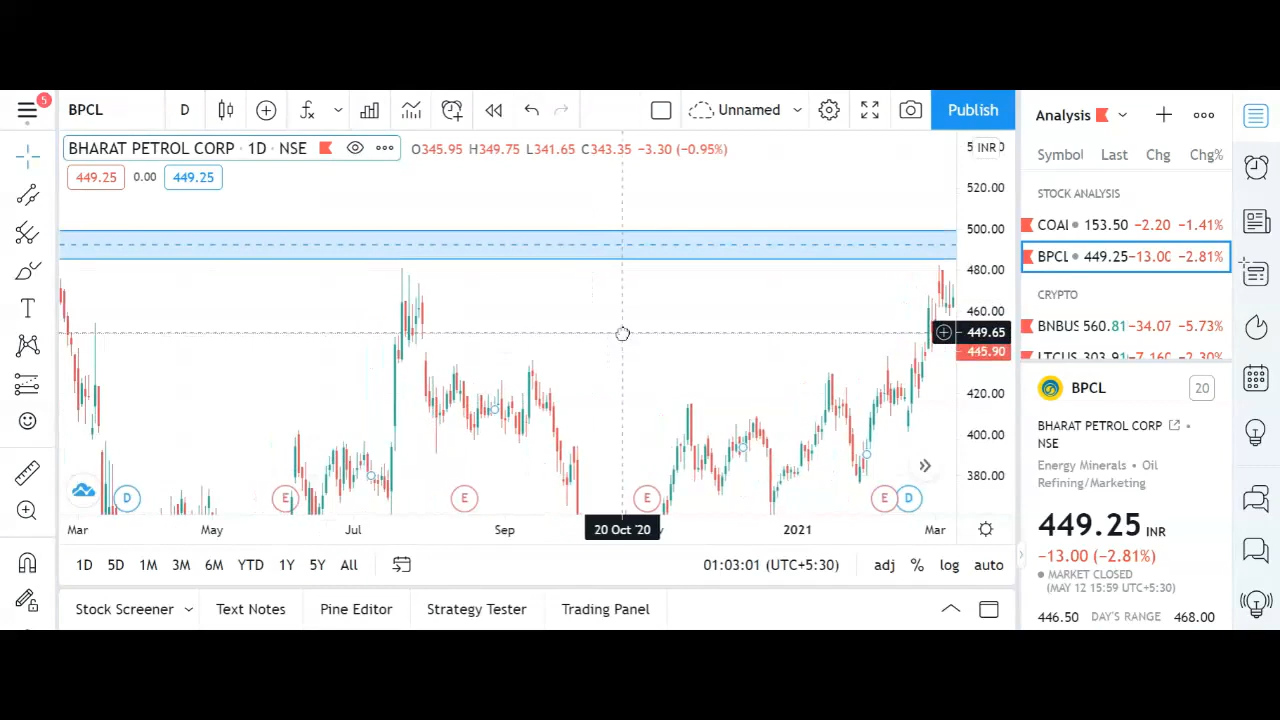 5
BPCL D Unnamed Publish
BHARAT PETROL CORP · 1D · NSE O345.95 H349.75 L341.65 C343.35 −3.30 (−0.95%)
449.25 0.00 449.25
INR
520.00
500.00
480.00
460.00
449.65
445.90
420.00
400.00
380.00
D E E E E D
Mar May Jul Sep 20 Oct '20 2021 Mar
1D 5D 1M 3M 6M YTD 1Y 5Y All 01:03:01 (UTC+5:30) adj % log auto
Stock Screener Text Notes Pine Editor Strategy Tester Trading Panel
Analysis
Symbol Last Chg Chg%
STOCK ANALYSIS
COAI 153.50 −2.20 −1.41%
BPCL 449.25 −13.00 −2.81%
CRYPTO
BNBUS 560.81 −34.07 −5.73%
LTCUS 303.91 −7.160 −2.30%
BPCL 20
BHARAT PETROL CORP •
NSE
Energy Minerals • Oil
Refining/Marketing
449.25 INR
−13.00 (−2.81%)
MARKET CLOSED
(MAY 12 15:59 UTC+5:30)
446.50 DAY'S RANGE 468.00